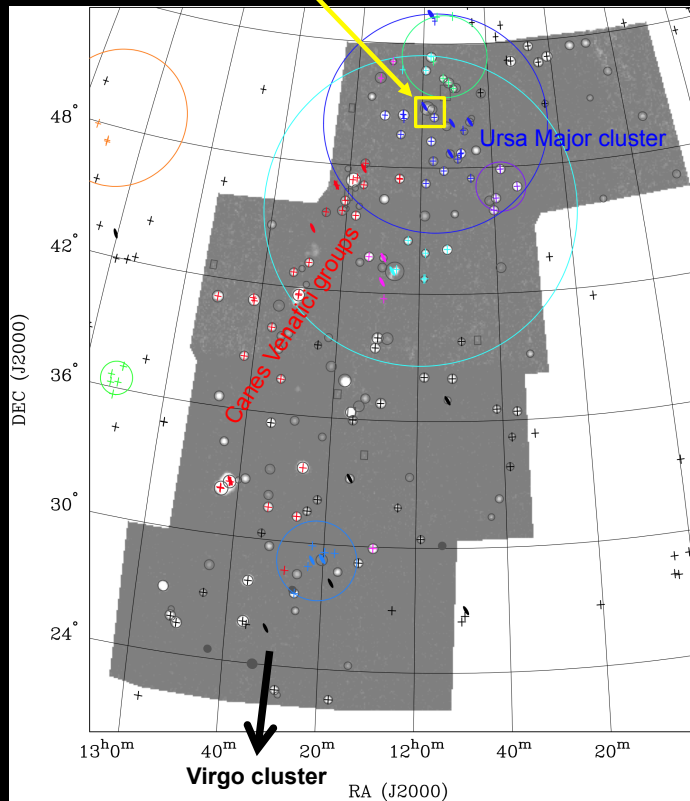 48°
Ursa Major cluster
42°
Canes Venatici groups
36°
DEC (J2000)
30°
24°
13ʰ0ᵐ
40ᵐ
20ᵐ
12ʰ0ᵐ
40ᵐ
20ᵐ
Virgo cluster
RA (J2000)